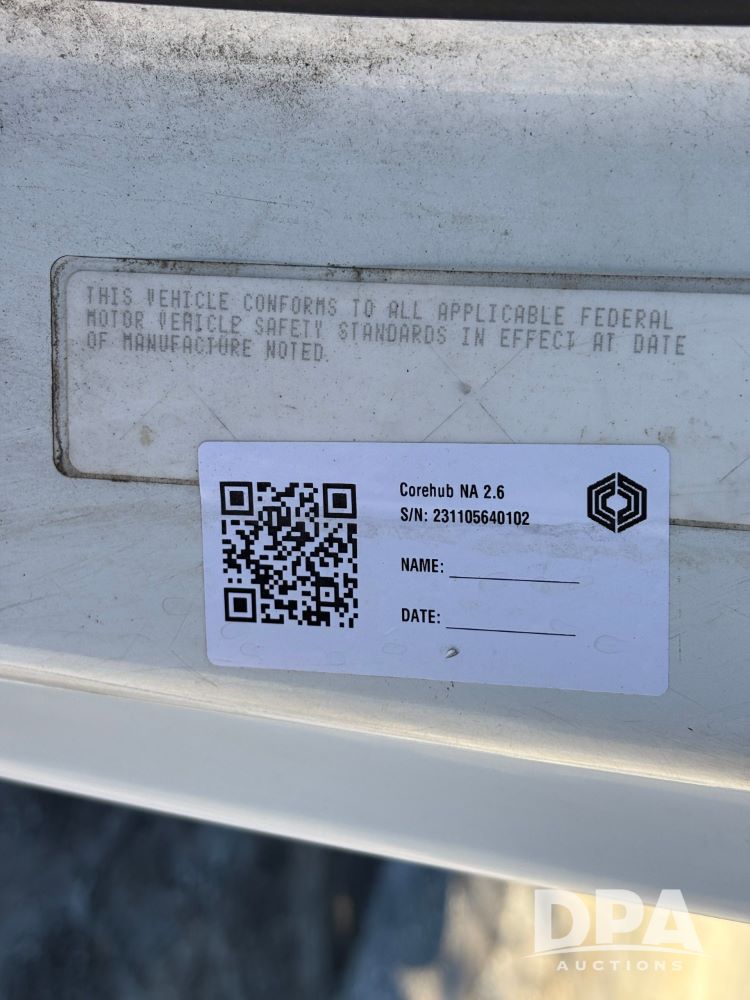 THIS VEHICLE CONFORMS TO ALL APPLICABLE FEDERAL
MOTOR VEHICLE SAFETY STANDARDS IN EFFECT AT DATE
OF MANUFACTURE NOTED.
Corehub NA 2.6
S/N: 231105640102
NAME:
DATE:
DPA
AUCTIONS